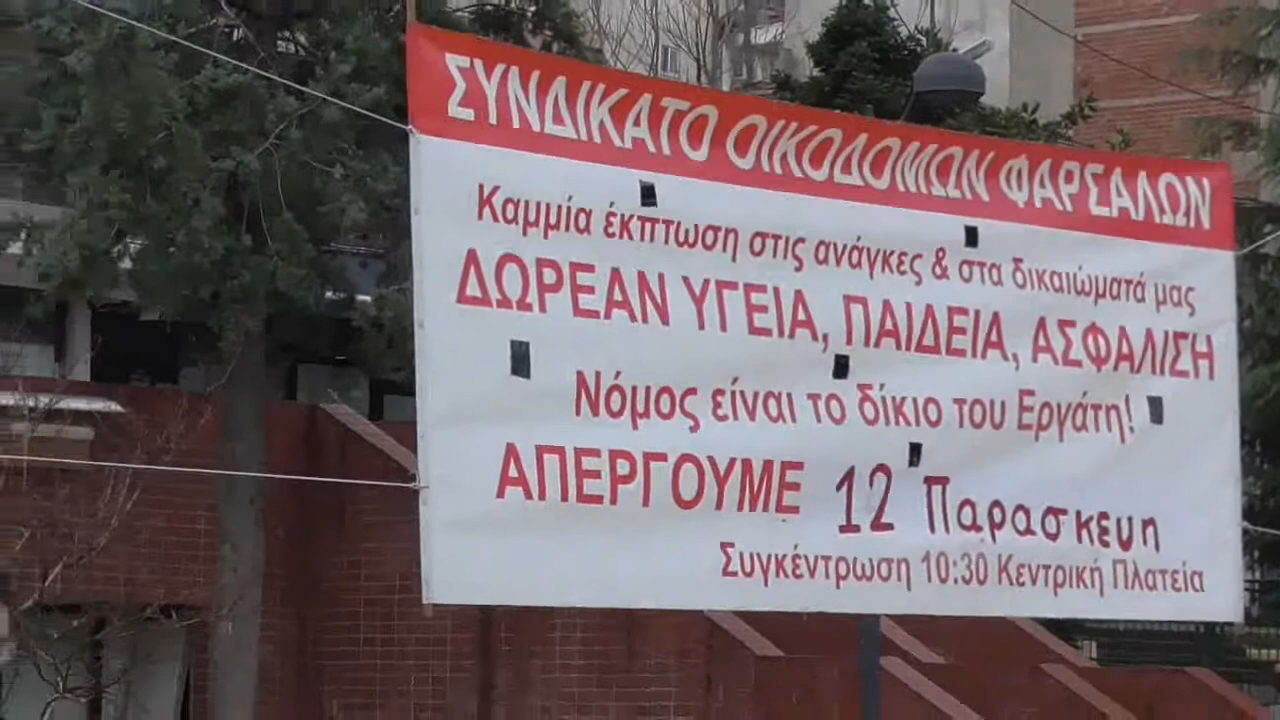 ΣΥΝΔΙΚΑΤΟ ΟΙΚΟΔΟΜΩΝ ΦΑΡΣΑΛΩΝ
Καμμία έκπτωση στις ανάγκες & στα δικαιώματά μας
ΔΩΡΕΑΝ ΥΓΕΙΑ, ΠΑΙΔΕΙΑ, ΑΣΦΑΛΙΣΗ
Νόμος είναι το δίκιο του Εργάτη!
ΑΠΕΡΓΟΥΜΕ 12 Παρασκευη
Συγκέντρωση 10:30 Κεντρική Πλατεία